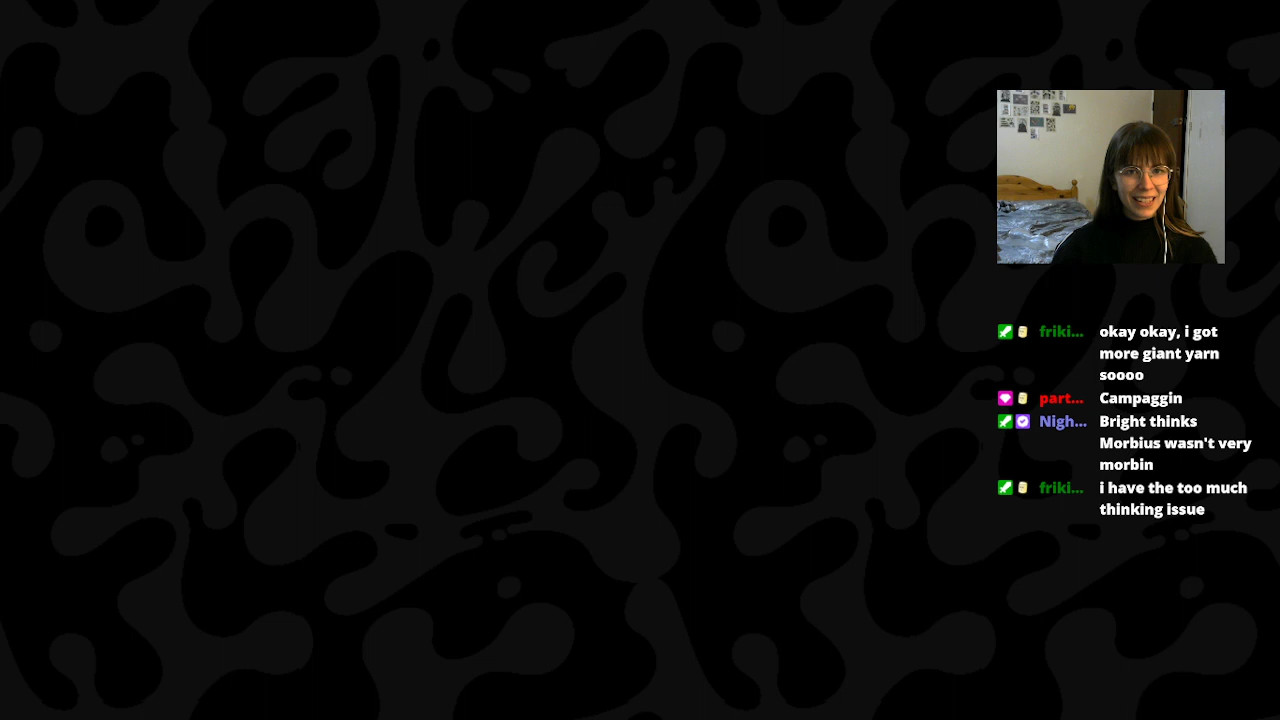 friki... okay okay, i got
more giant yarn
soooo
part... Campaggin
Nigh... Bright thinks
Morbius wasn't very
morbin
friki... i have the too much
thinking issue